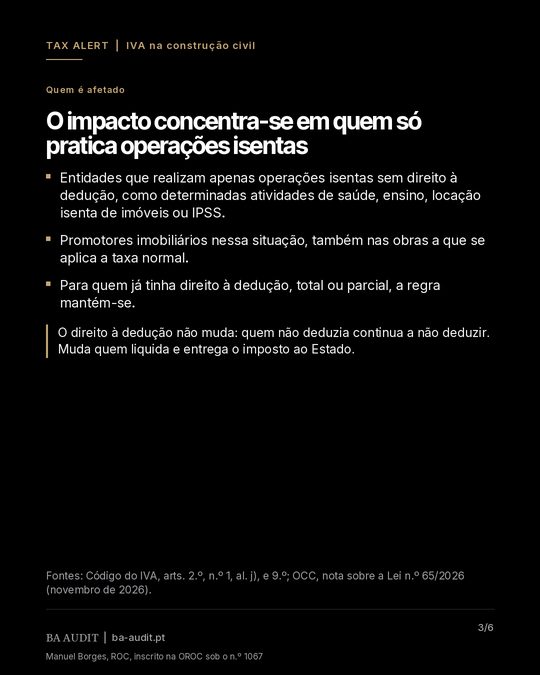 TAX ALERT | IVA na construção civil
Quem é afetado
O impacto concentra-se em quem só
pratica operações isentas
Entidades que realizam apenas operações isentas sem direito à
dedução, como determinadas atividades de saúde, ensino, locação
isenta de imóveis ou IPSS.
Promotores imobiliários nessa situação, também nas obras a que se
aplica a taxa normal.
Para quem já tinha direito à dedução, total ou parcial, a regra
mantém-se.
O direito à dedução não muda: quem não deduzia continua a não deduzir.
Muda quem liquida e entrega o imposto ao Estado.
Fontes: Código do IVA, arts. 2.º, n.º 1, al. j), e 9.º; OCC, nota sobre a Lei n.º 65/2026
(novembro de 2026).
3/6
BA AUDIT | ba-audit.pt
Manuel Borges, ROC, inscrito na OROC sob o n.º 1067